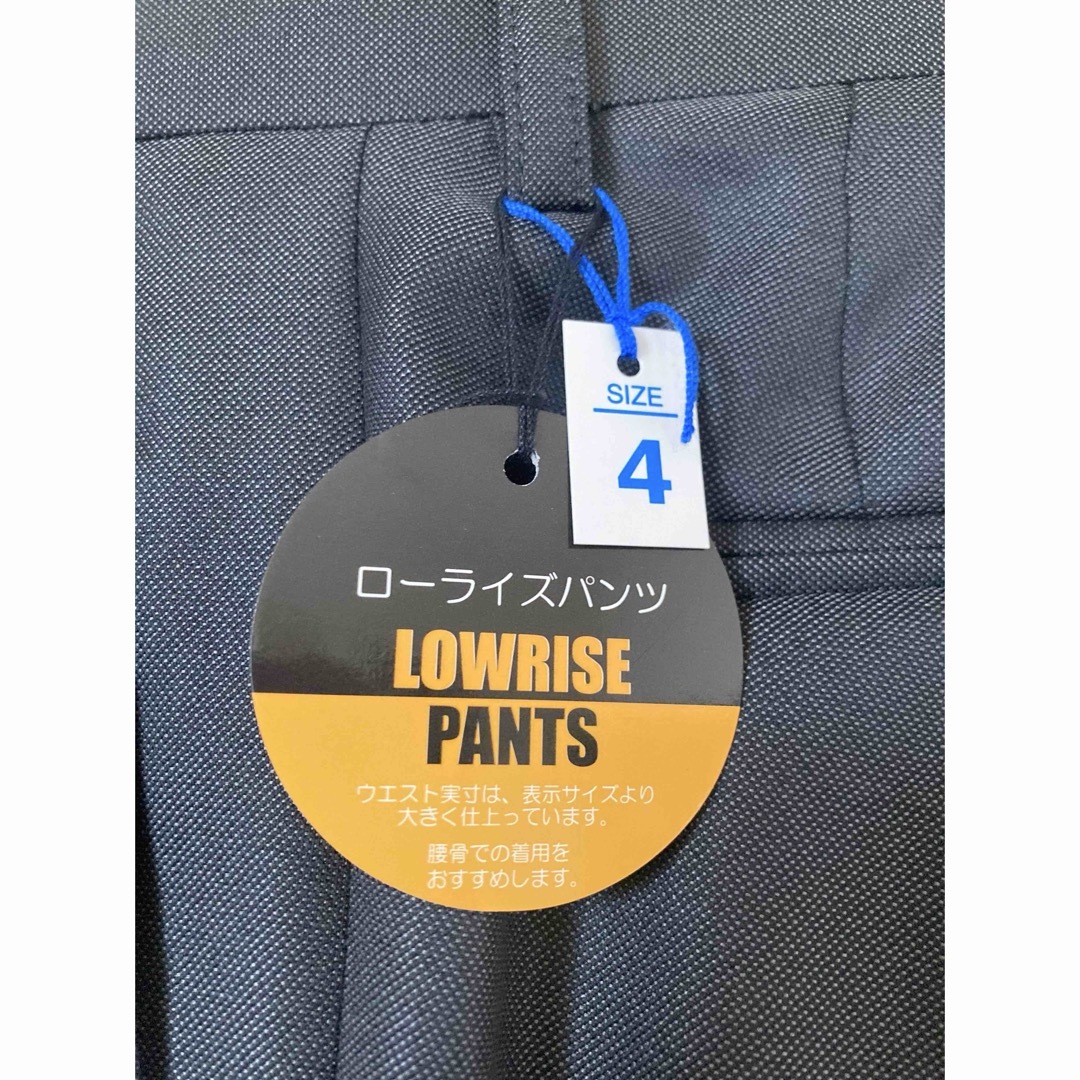 SIZE
4
ローライズパンツ
LOWRISE
PANTS
ウエスト実寸は、表示サイズより
大きく仕上っています。
腰骨での着用を
おすすめします。